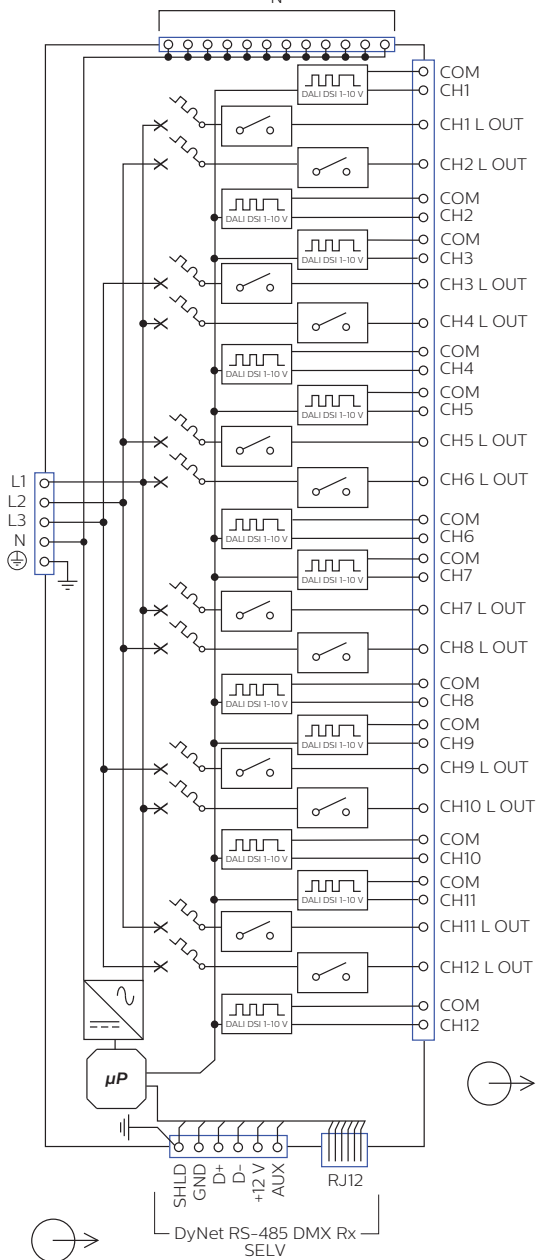 N
COM
DALI DSI 1-10 V
CH1
CH1 L OUT
CH2 L OUT
COM
DALI DSI 1-10 V
CH2
COM
DALI DSI 1-10 V
CH3
CH3 L OUT
CH4 L OUT
COM
DALI DSI 1-10 V
CH4
COM
DALI DSI 1-10 V
CH5
CH5 L OUT
L1
CH6 L OUT
L2
L3
COM
DALI DSI 1-10 V
N
CH6
COM
DALI DSI 1-10 V
CH7
CH7 L OUT
CH8 L OUT
COM
DALI DSI 1-10 V
CH8
COM
DALI DSI 1-10 V
CH9
CH9 L OUT
CH10 L OUT
COM
DALI DSI 1-10 V
CH10
COM
DALI DSI 1-10 V
CH11
CH11 L OUT
CH12 L OUT
COM
DALI DSI 1-10 V
CH12
µP
SHLD
GND
D+
D-
+12 V
AUX
RJ12
DyNet RS-485 DMX Rx
SELV